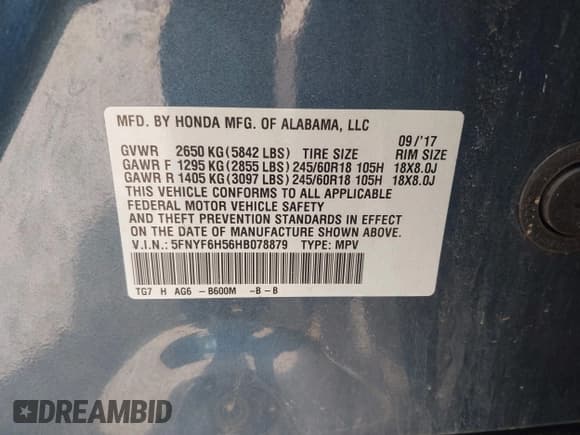 MFD. BY HONDA MFG. OF ALABAMA, LLC
09/'17
GVWR 2650 KG(5842 LBS) TIRE SIZE RIM SIZE
GAWR F 1295 KG(2855 LBS)245/60R18 105H 18X8.0J
GAWR R 1405 KG(3097 LBS)245/60R18 105H 18X8.0J
THIS VEHICLE CONFORMS TO ALL APPLICABLE
FEDERAL MOTOR VEHICLE SAFETY
AND THEFT PREVENTION STANDARDS IN EFFECT
ON THE DATE OF MANUFACTURE SHOWN ABOVE.
V.I.N.: 5FNYF6H56HB078879 TYPE: MPV
TG7 H AG6 -B600M -B -B
DREAMBID